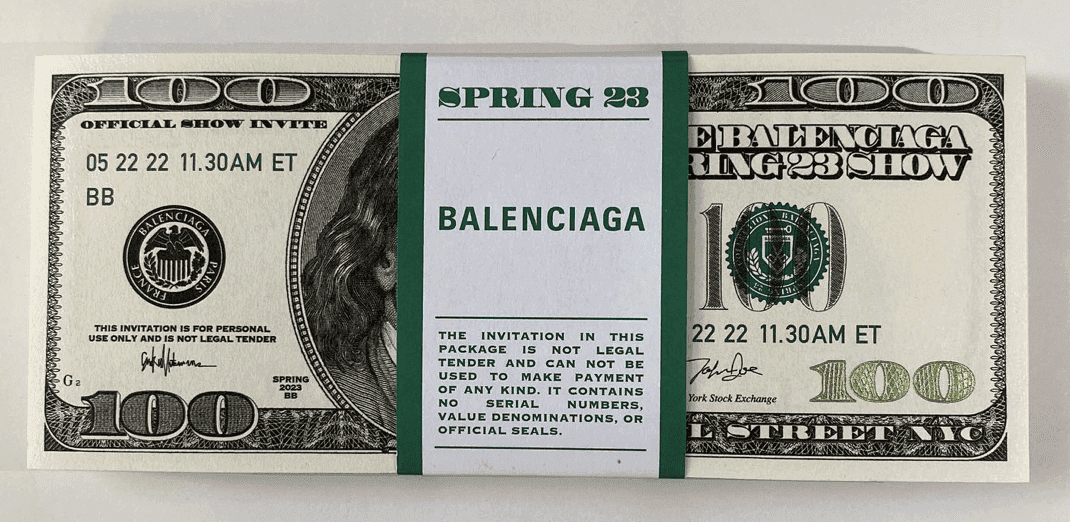 100
OFFICIAL SHOW INVITE
05 22 22 11.30AM ET
BB
BALENCIAGA
PARIS
FRANCE
THIS INVITATION IS FOR PERSONAL
USE ONLY AND IS NOT LEGAL TENDER
G2
SPRING
2023
BB
100
SPRING 23
BALENCIAGA
THE INVITATION IN THIS
PACKAGE IS NOT LEGAL
TENDER AND CAN NOT BE
USED TO MAKE PAYMENT
OF ANY KIND. IT CONTAINS
NO SERIAL NUMBERS,
VALUE DENOMINATIONS, OR
OFFICIAL SEALS.
100
E BALENCIAGA
RING 23 SHOW
100
22 22 11.30AM ET
John Doe
100
York Stock Exchange
L STREET NYC